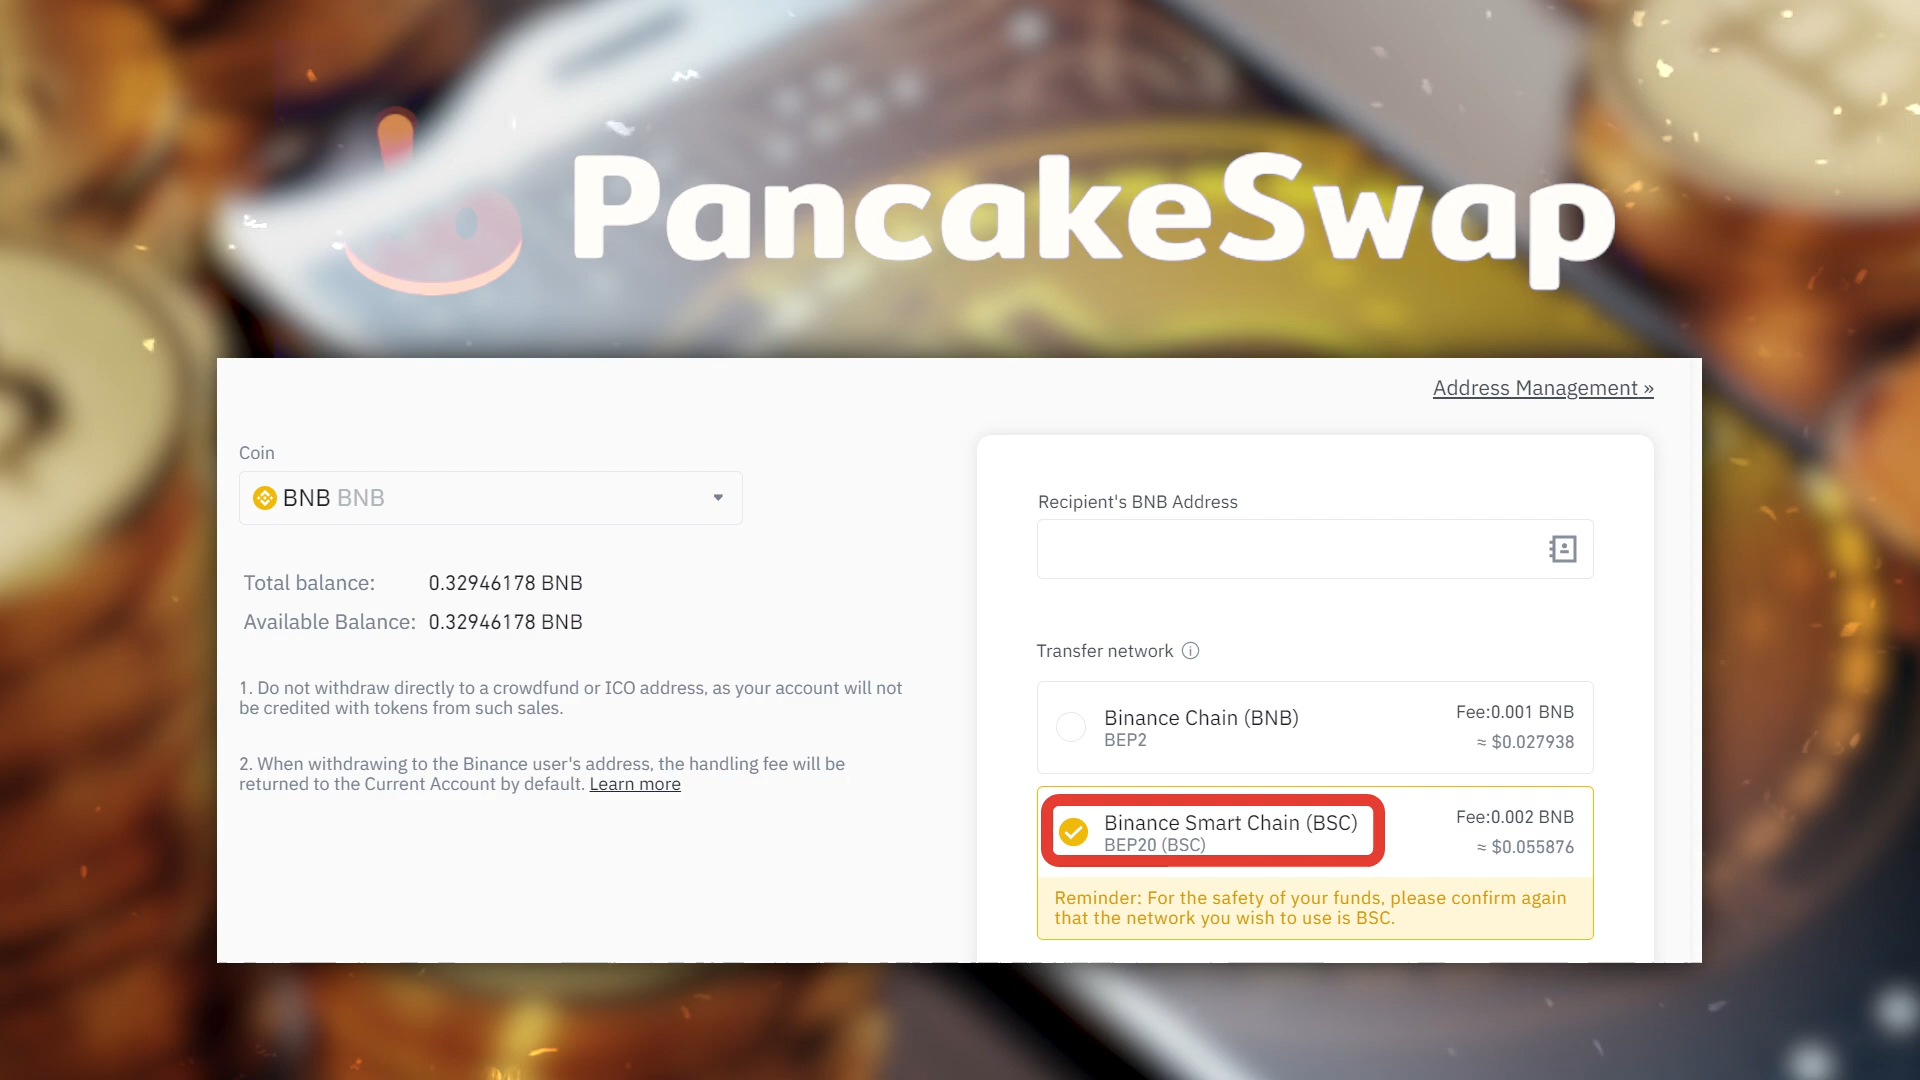 PancakeSwap
Address Management »
Coin
BNB BNB
Total balance: 0.32946178 BNB
Available Balance: 0.32946178 BNB
1. Do not withdraw directly to a crowdfund or ICO address, as your account will not
be credited with tokens from such sales.
2. When withdrawing to the Binance user's address, the handling fee will be
returned to the Current Account by default. Learn more
Recipient's BNB Address
Transfer network
Binance Chain (BNB)
BEP2
Fee:0.001 BNB
≈ $0.027938
Binance Smart Chain (BSC)
BEP20 (BSC)
Fee:0.002 BNB
≈ $0.055876
Reminder: For the safety of your funds, please confirm again
that the network you wish to use is BSC.